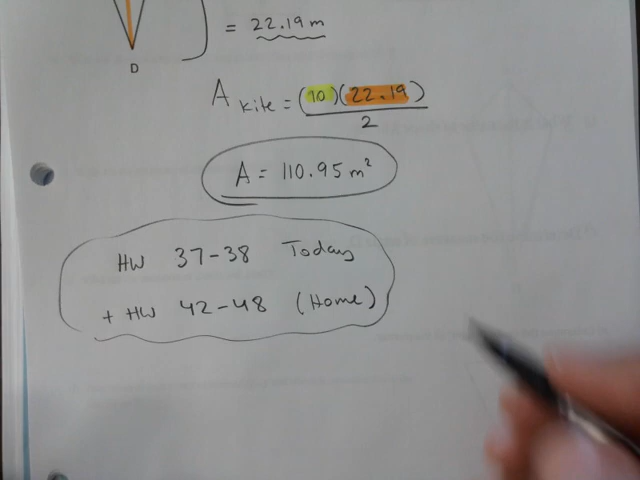 = 22.19 m
D
A kite = (10)(22.19)
2
A = 110.95 m²
HW 37-38 Today
+ HW 42-48 (Home)